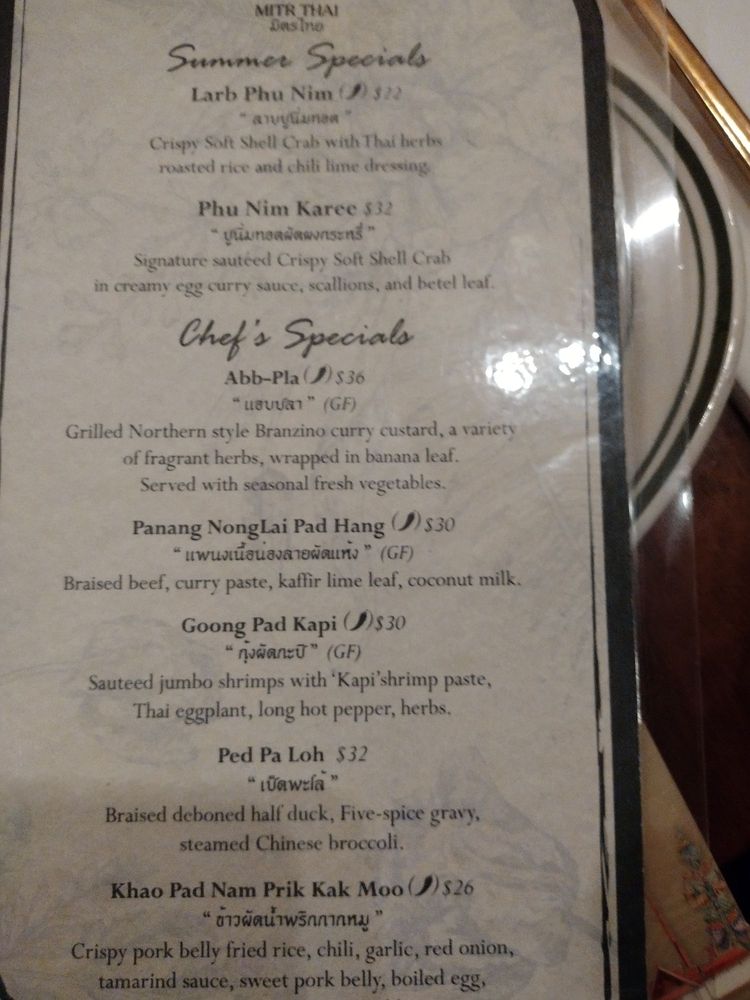 MITR THAI
มิตรไทย
Summer Specials
Larb Phu Nim () $22
" ลาบปูนิ่มทอด "
Crispy Soft Shell Crab with Thai herbs
roasted rice and chili lime dressing.
Phu Nim Karee $32
" ปูนิ่มทอดผัดผงกระหรี่ "
Signature sautéed Crispy Soft Shell Crab
in creamy egg curry sauce, scallions, and betel leaf.
Chef's Specials
Abb-Pla () $36
" แอบปลา " (GF)
Grilled Northern style Branzino curry custard, a variety
of fragrant herbs, wrapped in banana leaf.
Served with seasonal fresh vegetables.
Panang NongLai Pad Hang () $30
" แพนงเนื้อน่องลายผัดแห้ง " (GF)
Braised beef, curry paste, kaffir lime leaf, coconut milk.
Goong Pad Kapi () $30
" กุ้งผัดกะปิ " (GF)
Sauteed jumbo shrimps with 'Kapi'shrimp paste,
Thai eggplant, long hot pepper, herbs.
Ped Pa Loh $32
" เป็ดพะโล้ "
Braised deboned half duck, Five-spice gravy,
steamed Chinese broccoli.
Khao Pad Nam Prik Kak Moo () $26
" ข้าวผัดน้ำพริกกากหมู "
Crispy pork belly fried rice, chili, garlic, red onion,
tamarind sauce, sweet pork belly, boiled egg,